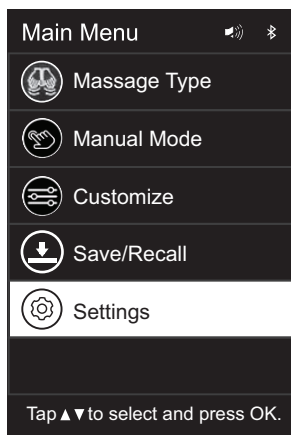 Main Menu
Massage Type
Manual Mode
Customize
Save/Recall
Settings
Tap ▲▼ to select and press OK.